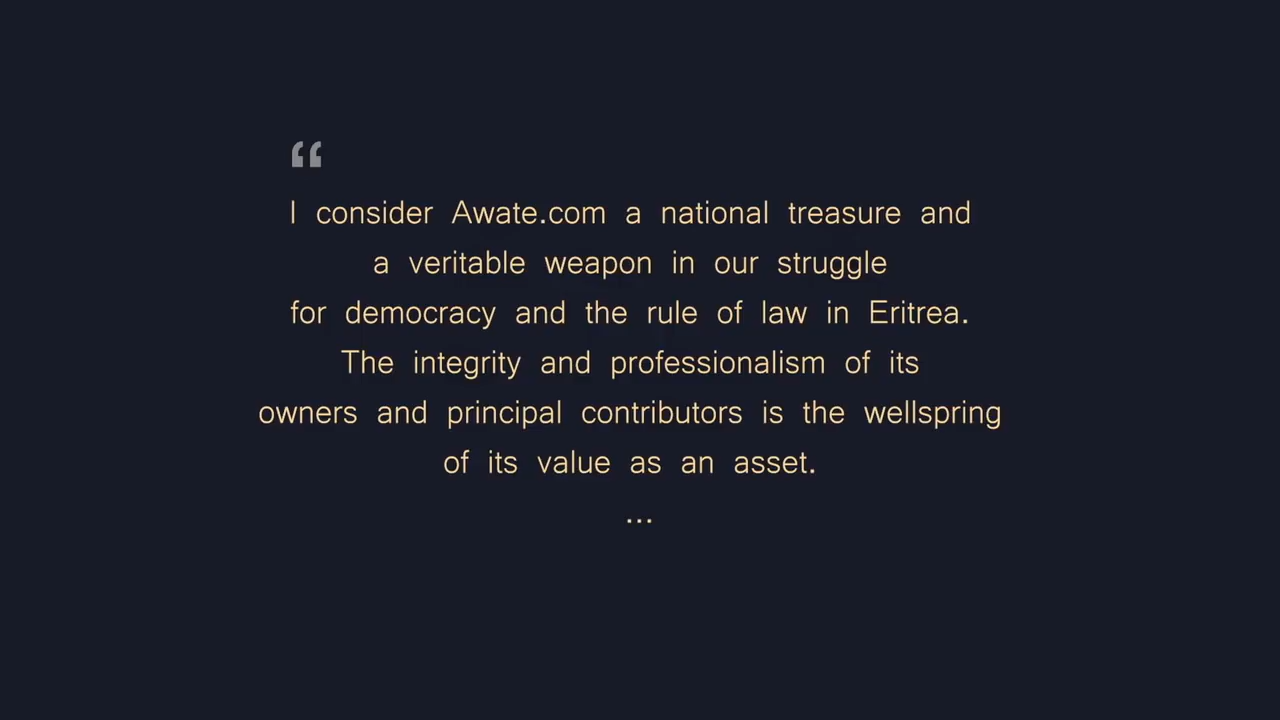 “
I consider Awate.com a national treasure and
a veritable weapon in our struggle
for democracy and the rule of law in Eritrea.
The integrity and professionalism of its
owners and principal contributors is the wellspring
of its value as an asset.
...